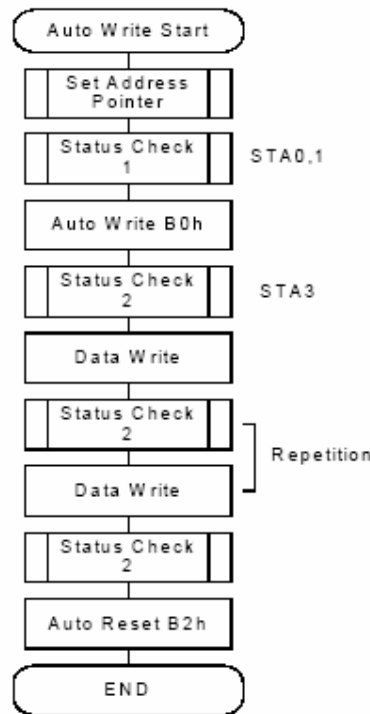 Auto Write Start
Set Address
Pointer
Status Check
1
STA0,1
Auto Write B0h
Status Check
2
STA3
Data Write
Status Check
2
Repetition
Data Write
Status Check
2
Auto Reset B2h
END